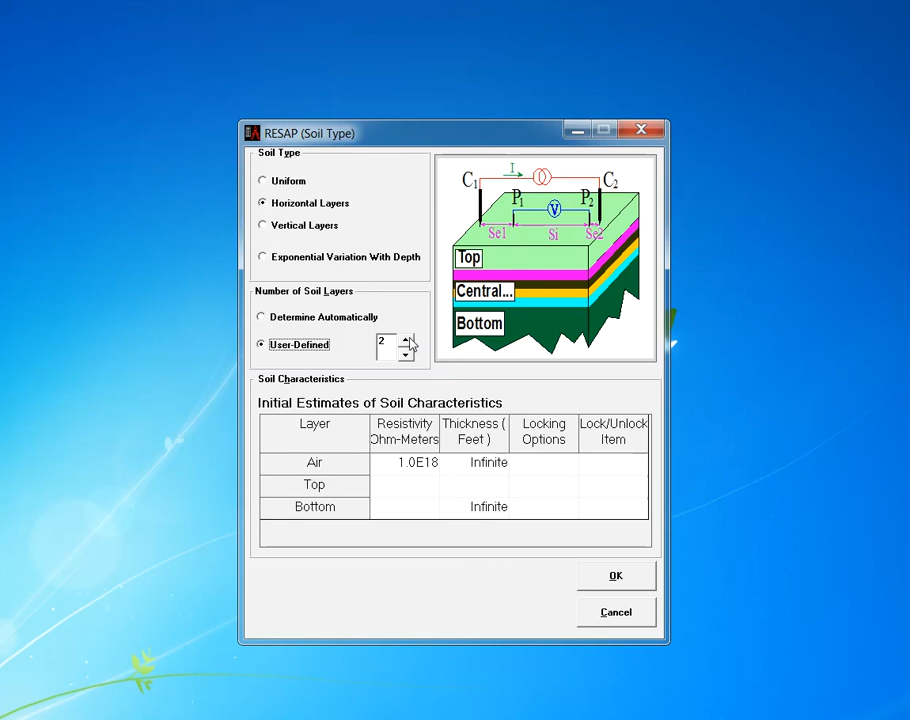 RESAP (Soil Type)
Soil Type
Uniform
Horizontal Layers
Vertical Layers
Exponential Variation With Depth
I
C1
C2
P1
P2
V
Se1
Si
Se2
Top
Central...
Bottom
Number of Soil Layers
Determine Automatically
User-Defined
2
Soil Characteristics
Initial Estimates of Soil Characteristics
Layer Resistivity Thickness ( Locking Lock/Unlock
Ohm-Meters Feet ) Options Item
Air 1.0E18 Infinite
Top
Bottom Infinite
OK
Cancel